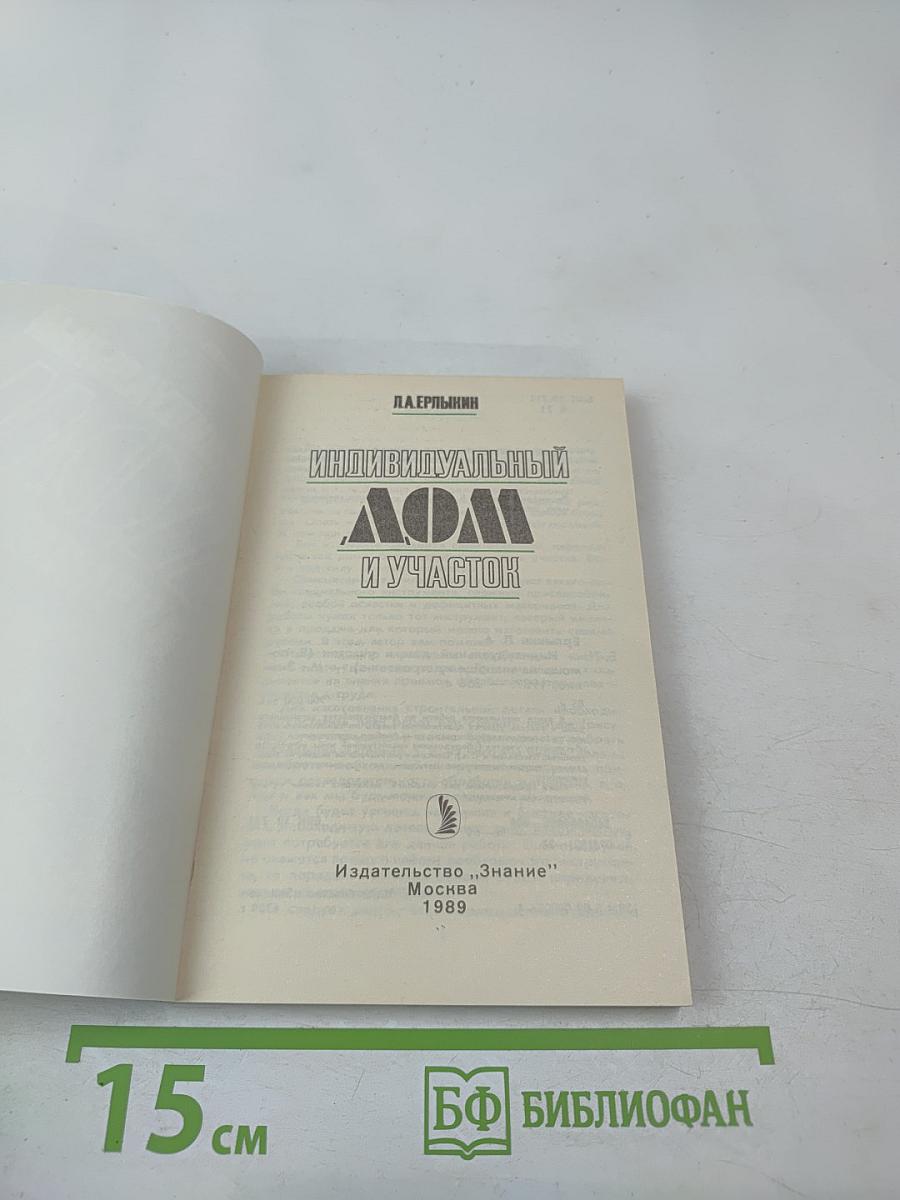 Л.А.ЕРЛЫКИН
ИНДИВИДУАЛЬНЫЙ
ДОМ
И УЧАСТОК
Издательство „Знание"
Москва
1989
15 см
БФ БИБЛИОФАН